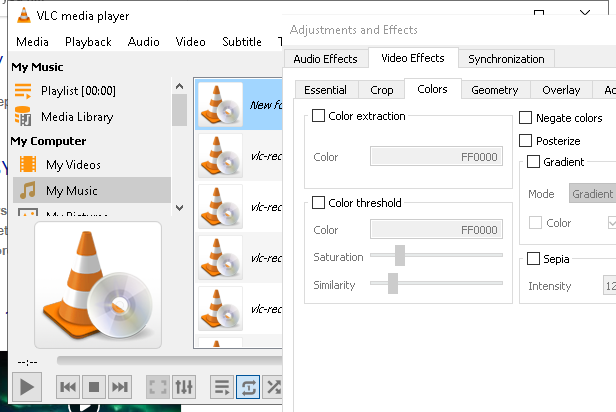 VLC media player
Media Playback Audio Video Subtitle T
My Music
Playlist [00:00]
Media Library
My Computer
My Videos
My Music
My Pictures
New fo
vlc-rec
vlc-rec
vlc-rec
vlc-rec
--:--
Adjustments and Effects
Audio Effects Video Effects Synchronization
Essential Crop Colors Geometry Overlay
Color extraction
Color FF0000
Color threshold
Color FF0000
Saturation
Similarity
Negate colors
Posterize
Gradient
Mode Gradient
Color
Sepia
Intensity 12